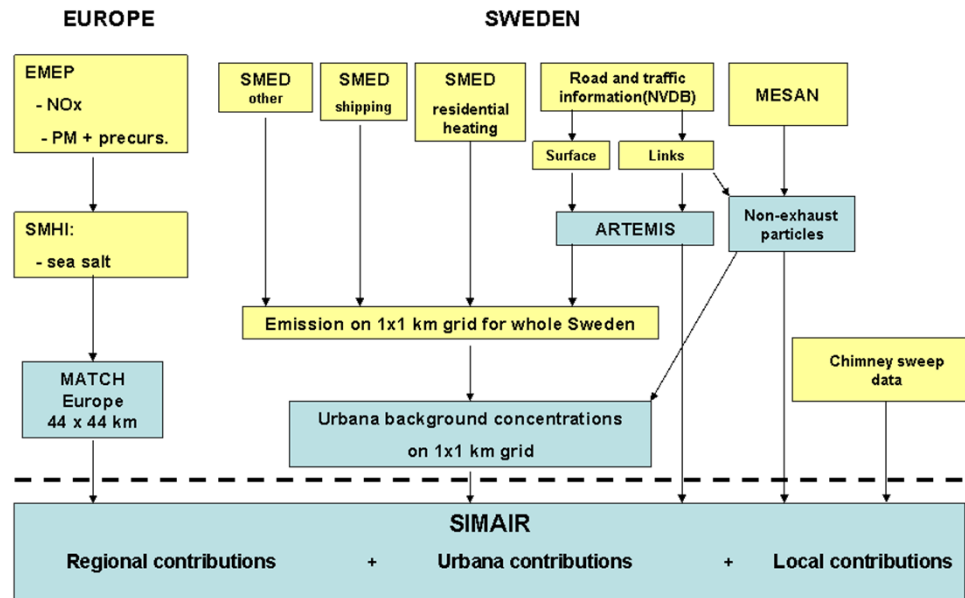 EUROPE
SWEDEN
EMEP
- NOx
- PM + precurs.
SMHI:
- sea salt
MATCH
Europe
44 x 44 km
SMED
other
SMED
shipping
SMED
residential
heating
Road and traffic
information(NVDB)
Surface
Links
MESAN
ARTEMIS
Non-exhaust
particles
Emission on 1x1 km grid for whole Sweden
Urbana background concentrations
on 1x1 km grid
Chimney sweep
data
SIMAIR
Regional contributions + Urbana contributions + Local contributions